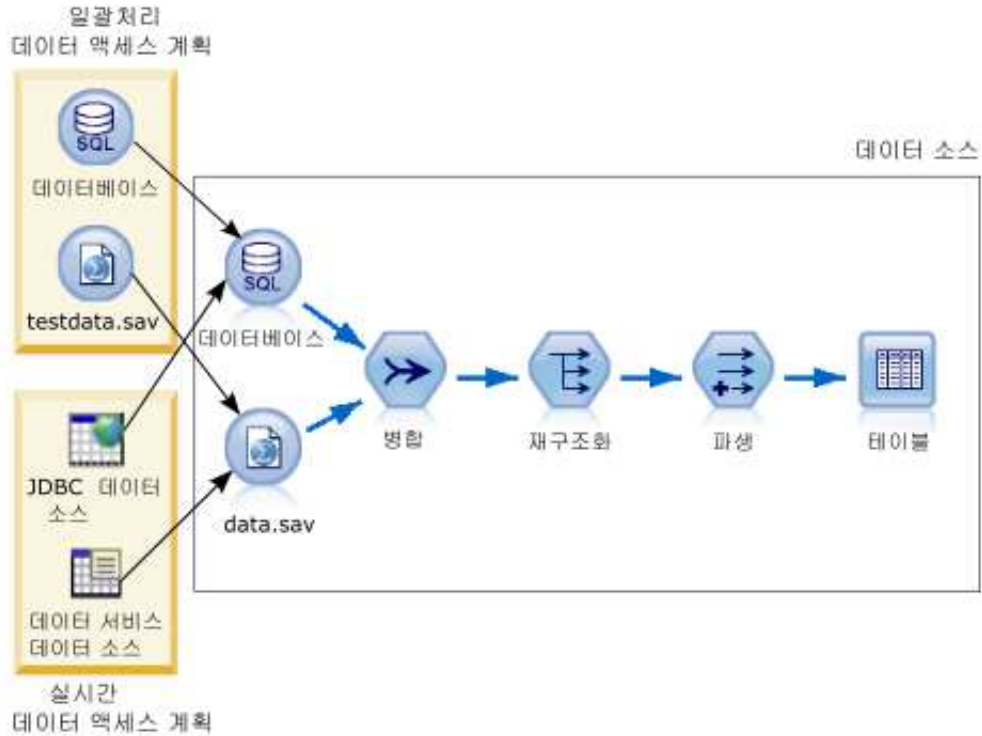 일괄처리
데이터 액세스 계획
SQL
데이터베이스
testdata.sav
JDBC 데이터
소스
데이터 서비스
데이터 소스
실시간
데이터 액세스 계획
데이터 소스
SQL
데이터베이스
data.sav
병합
재구조화
파생
테이블